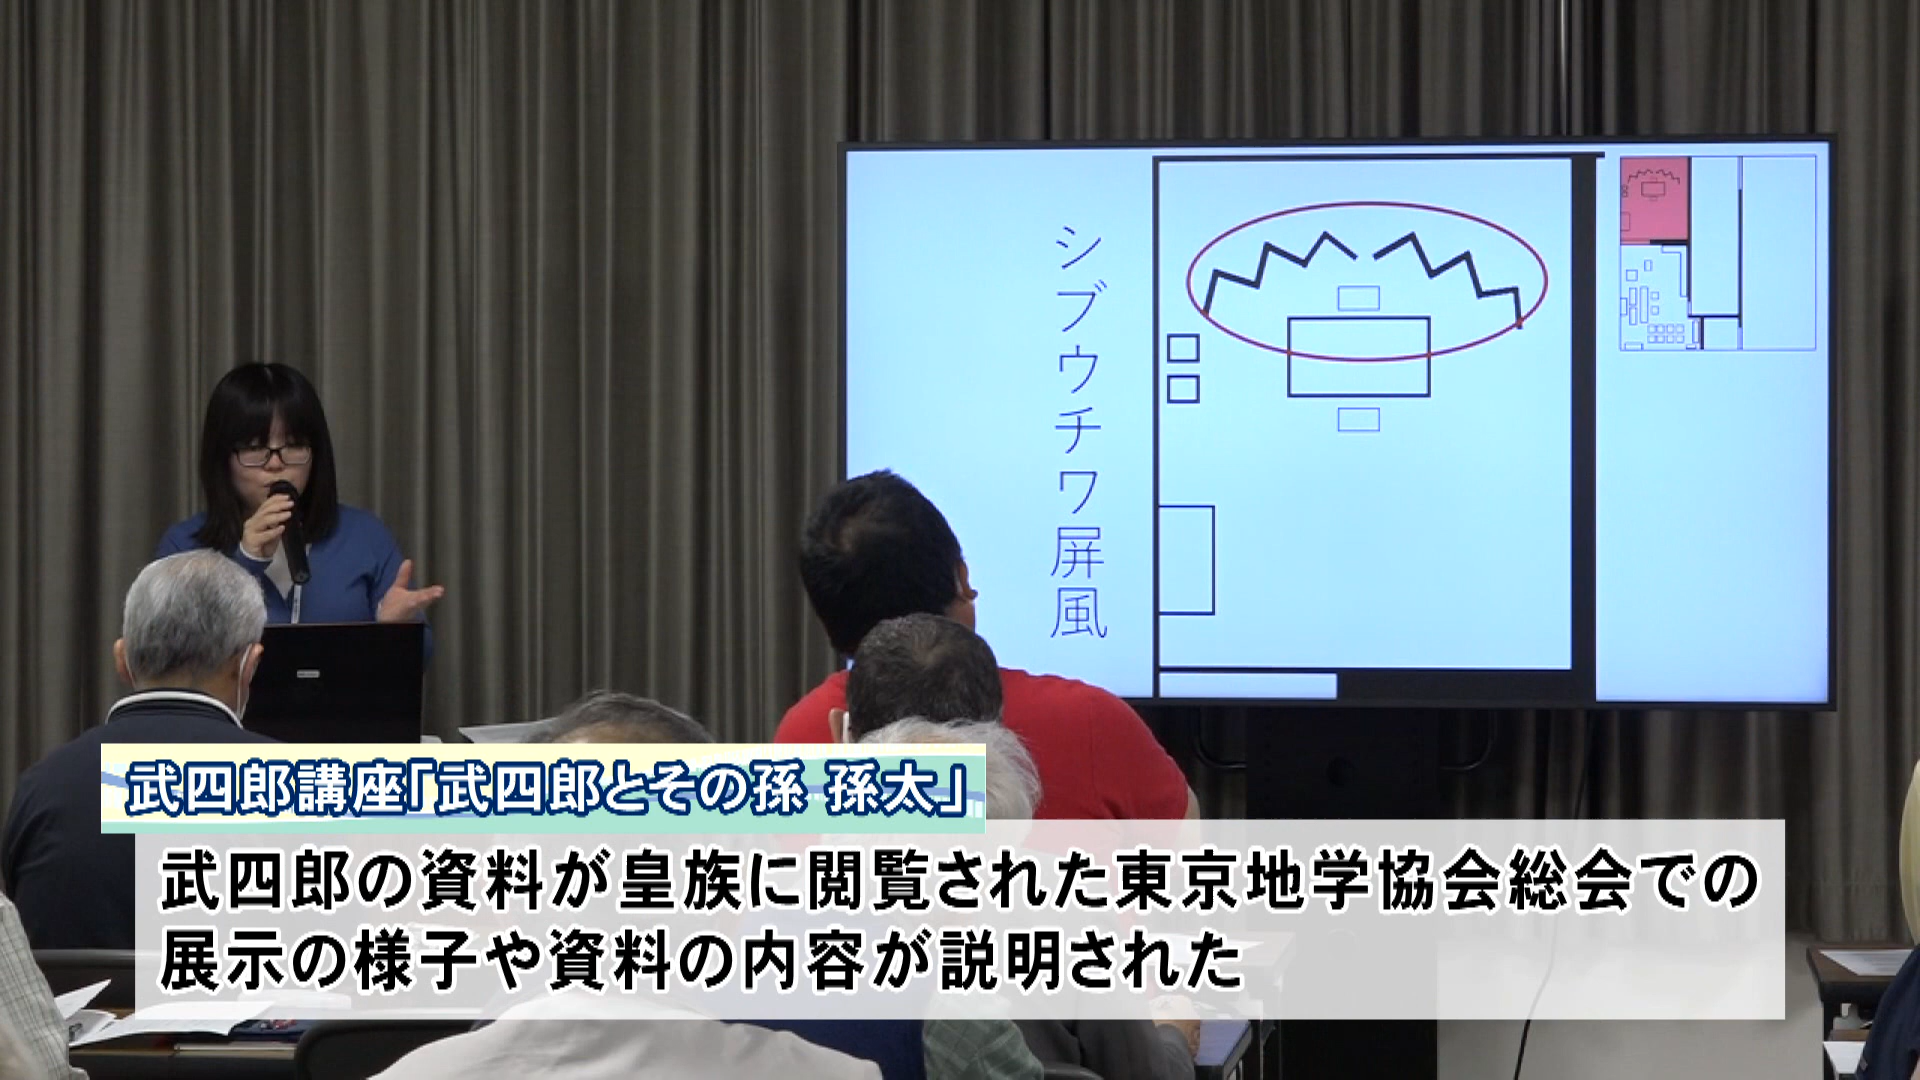 シブウチワ屏風
武四郎講座「武四郎とその孫 孫太」
武四郎の資料が皇族に閲覧された東京地学協会総会での
展示の様子や資料の内容が説明された